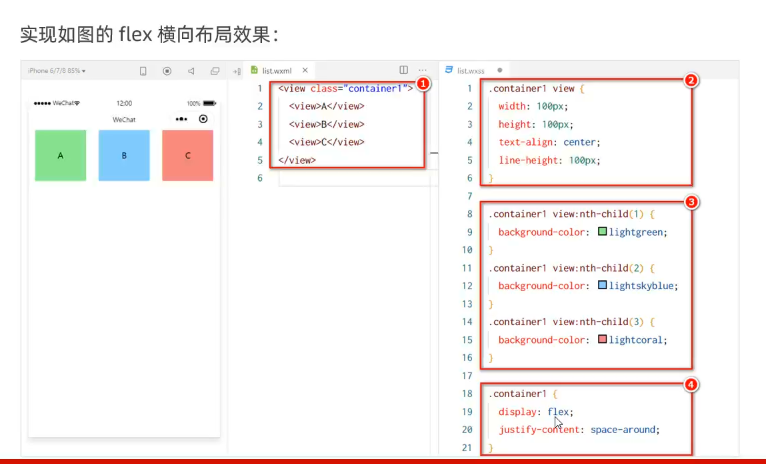 实现如图的 flex 横向布局效果：
iPhone 6/7/8 85%
WeChat
12:00
100%
WeChat
A
B
C
list.wxml
1
1 <view class="container1">
2 <view>A</view>
3 <view>B</view>
4 <view>C</view>
5 </view>
6
list.wxss
2
1 .container1 view {
2 width: 100px;
3 height: 100px;
4 text-align: center;
5 line-height: 100px;
6 }
7
3
8 .container1 view:nth-child(1) {
9 background-color: lightgreen;
10 }
11 .container1 view:nth-child(2) {
12 background-color: lightskyblue;
13 }
14 .container1 view:nth-child(3) {
15 background-color: lightcoral;
16 }
17
4
18 .container1 {
19 display: flex;
20 justify-content: space-around;
21 }